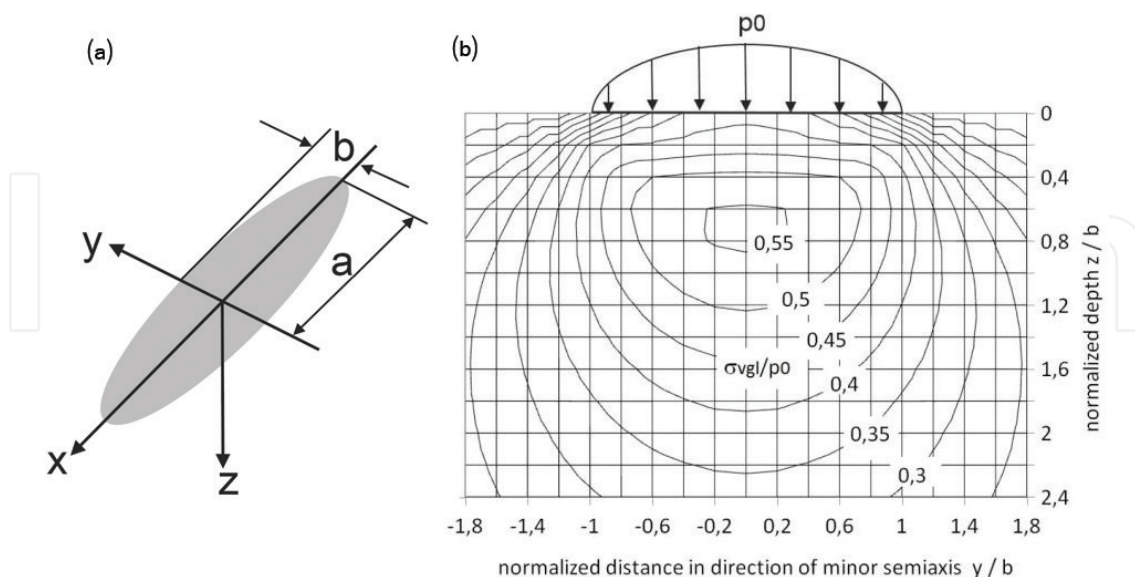 (a)
b
y
a
x
z
(b)
p0
0
0,4
0,8
1,2
1,6
2
2,4
normalized depth z / b
0,55
0,5
0,45
σvgl/p0
0,4
0,35
0,3
-1,8 -1,4 -1 -0,6 -0,2 0,2 0,6 1 1,4 1,8
normalized distance in direction of minor semiaxis y / b